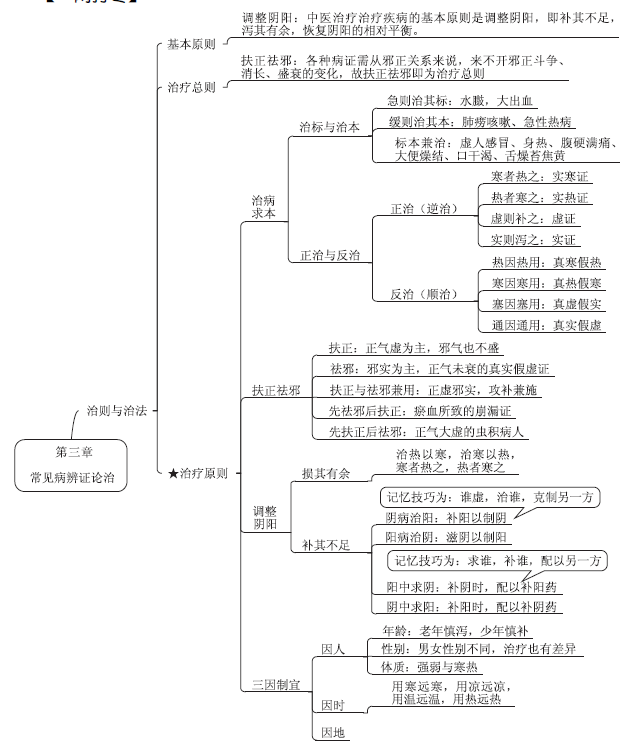 调整阴阳：中医治疗治疗疾病的基本原则是调整阴阳，即补其不足，
泻其有余，恢复阴阳的相对平衡。
基本原则
扶正祛邪：各种病证需从邪正关系来说，来不开邪正斗争、
消长、盛衰的变化，故扶正祛邪即为治疗总则
治疗总则
急则治其标：水臌，大出血
治标与治本
缓则治其本：肺痨咳嗽、急性热病
标本兼治：虚人感冒、身热、腹硬满痛、
大便燥结、口干渴、舌燥苔焦黄
治病
求本
寒者热之：实寒证
热者寒之：实热证
正治（逆治）
虚则补之：虚证
实则泻之：实证
正治与反治
热因热用：真寒假热
寒因寒用：真热假寒
反治（顺治）
塞因塞用：真虚假实
通因通用：真实假虚
扶正：正气虚为主，邪气也不盛
祛邪：邪实为主，正气未衰的真实假虚证
扶正祛邪
扶正与祛邪兼用：正虚邪实，攻补兼施
先祛邪后扶正：瘀血所致的崩漏证
先扶正后祛邪：正气大虚的虫积病人
治则与治法
第三章
常见病辨证论治
★治疗原则
治热以寒，治寒以热，
寒者热之，热者寒之
损其有余
记忆技巧为：谁虚，治谁，克制另一方
调整
阴阳
阴病治阳：补阳以制阴
阳病治阴：滋阴以制阳
补其不足
记忆技巧为：求谁，补谁，配以另一方
阳中求阴：补阴时，配以补阳药
阴中求阳：补阳时，配以补阴药
年龄：老年慎泻，少年慎补
因人
性别：男女性别不同，治疗也有差异
体质：强弱与寒热
三因制宜
用寒远寒，用凉远凉，
用温远温，用热远热
因时
因地